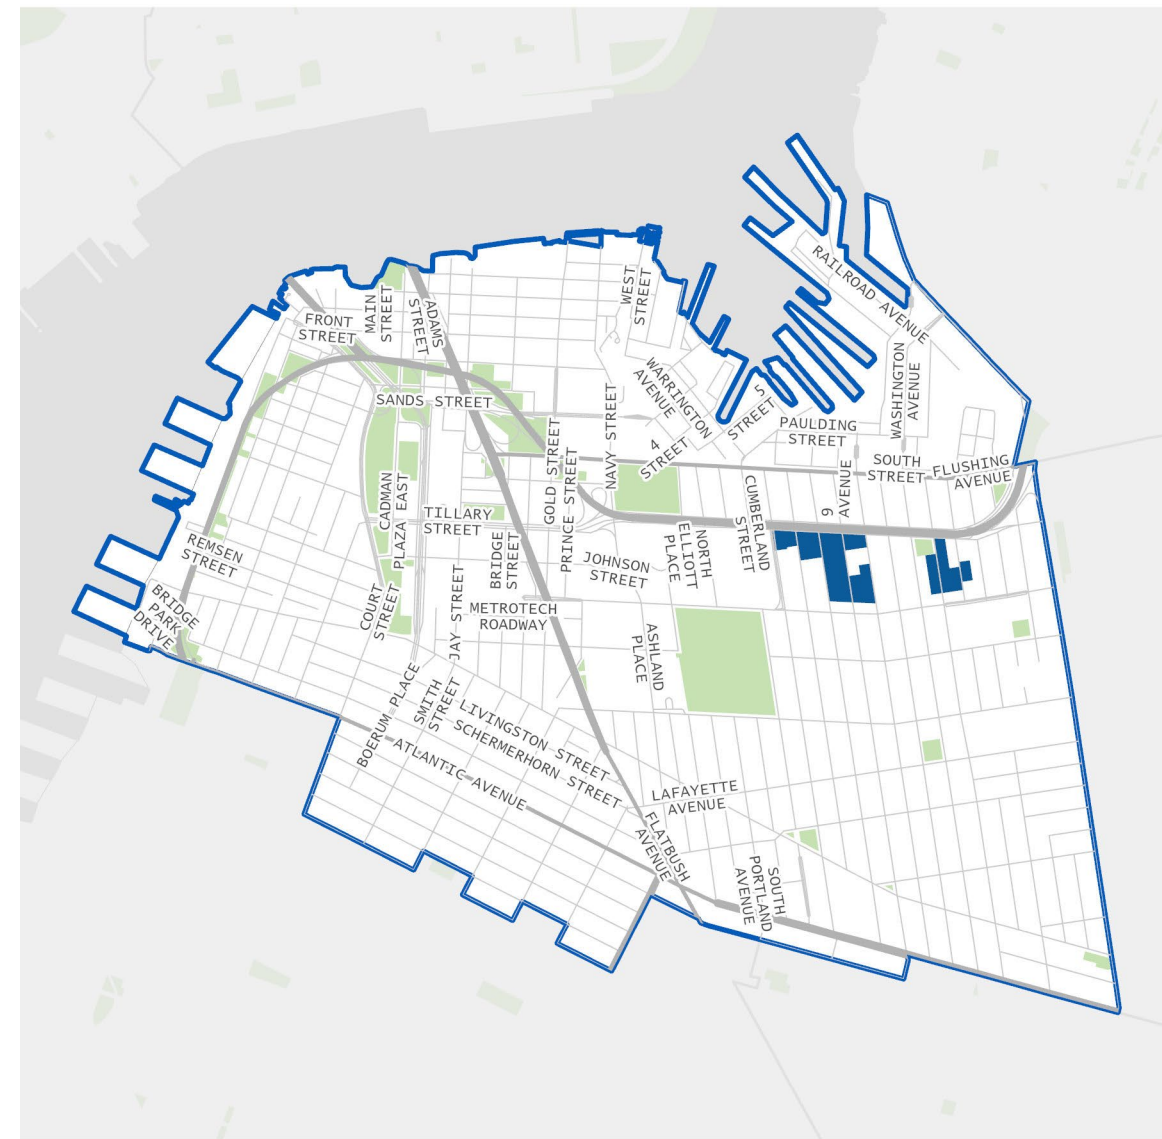 RAILROAD AVENUE
WEST
STREET
MAIN
STREET
ADAMS
STREET
FRONT
STREET
WARRINGTON
AVENUE
WASHINGTON
AVENUE
SANDS STREET
5
STREET
PAULDING
STREET
4
STREET
NAVY STREET
GOLD STREET
PRINCE STREET
SOUTH
STREET
FLUSHING
AVENUE
6
AVENUE
CADMAN
PLAZA EAST
CUMBERLAND
STREET
TILLARY
STREET
BRIDGE
STREET
NORTH
ELLIOTT
PLACE
REMSEN
STREET
JOHNSON
STREET
COURT
STREET
JAY STREET
BRIDGE
PARK
DRIVE
METROTECH
ROADWAY
ASHLAND
PLACE
BOERUM PLACE
SMITH
STREET
LIVINGSTON STREET
SCHERMERHORN STREET
ATLANTIC AVENUE
LAFAYETTE
AVENUE
FLATBUSH
AVENUE
SOUTH
PORTLAND
AVENUE